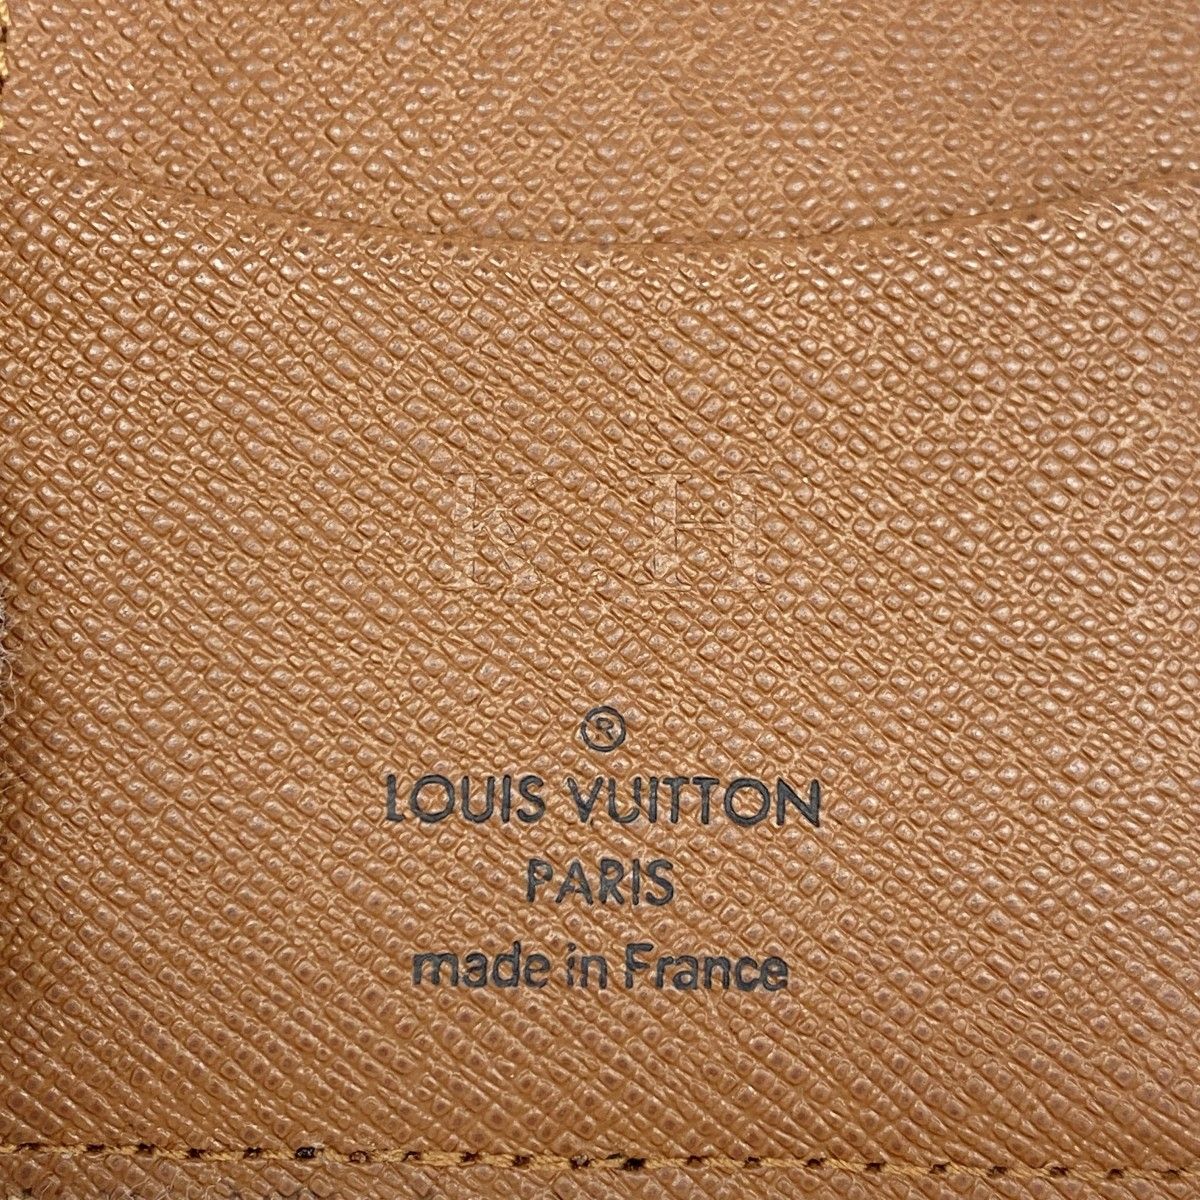 K.H
®
LOUIS VUITTON
PARIS
made in France